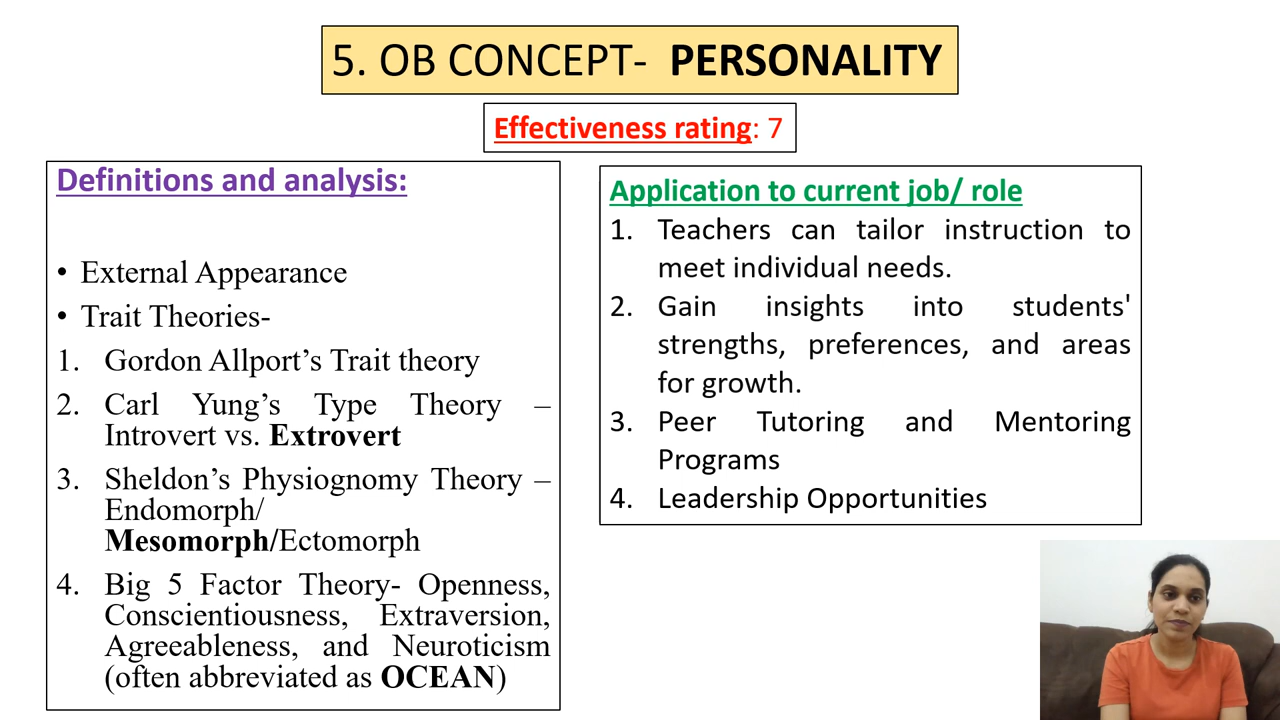 5. OB CONCEPT- PERSONALITY
Effectiveness rating: 7
Definitions and analysis:
• External Appearance
• Trait Theories-
1. Gordon Allport’s Trait theory
2. Carl Yung’s Type Theory –
Introvert vs. Extrovert
3. Sheldon’s Physiognomy Theory –
Endomorph/
Mesomorph/Ectomorph
4. Big 5 Factor Theory- Openness,
Conscientiousness, Extraversion,
Agreeableness, and Neuroticism
(often abbreviated as OCEAN)
Application to current job/ role
1. Teachers can tailor instruction to
meet individual needs.
2. Gain insights into students'
strengths, preferences, and areas
for growth.
3. Peer Tutoring and Mentoring
Programs
4. Leadership Opportunities